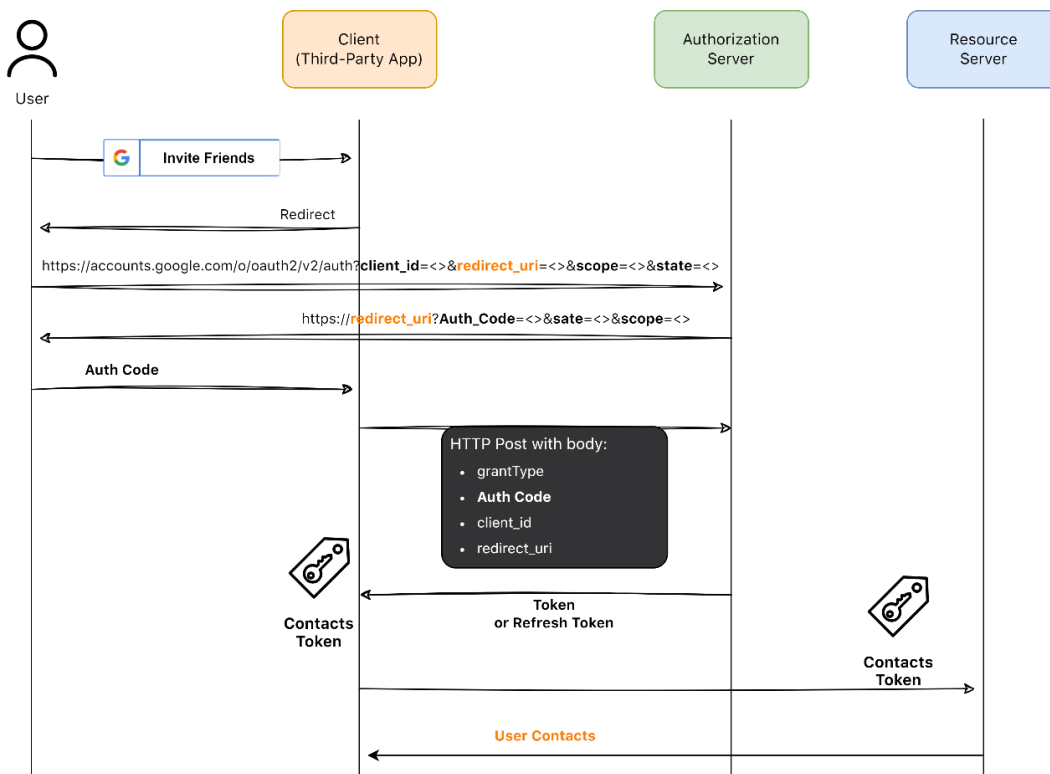 Client
(Third-Party App)
Authorization
Server
Resource
Server
User
G
Invite Friends
Redirect
https://accounts.google.com/o/oauth2/v2/auth?client_id=<>&redirect_uri=<>&scope=<>&state=<>
https://redirect_uri?Auth_Code=<>&sate=<>&scope=<>
Auth Code
HTTP Post with body:
• grantType
• Auth Code
• client_id
• redirect_uri
Token
or Refresh Token
Contacts
Token
Contacts
Token
User Contacts